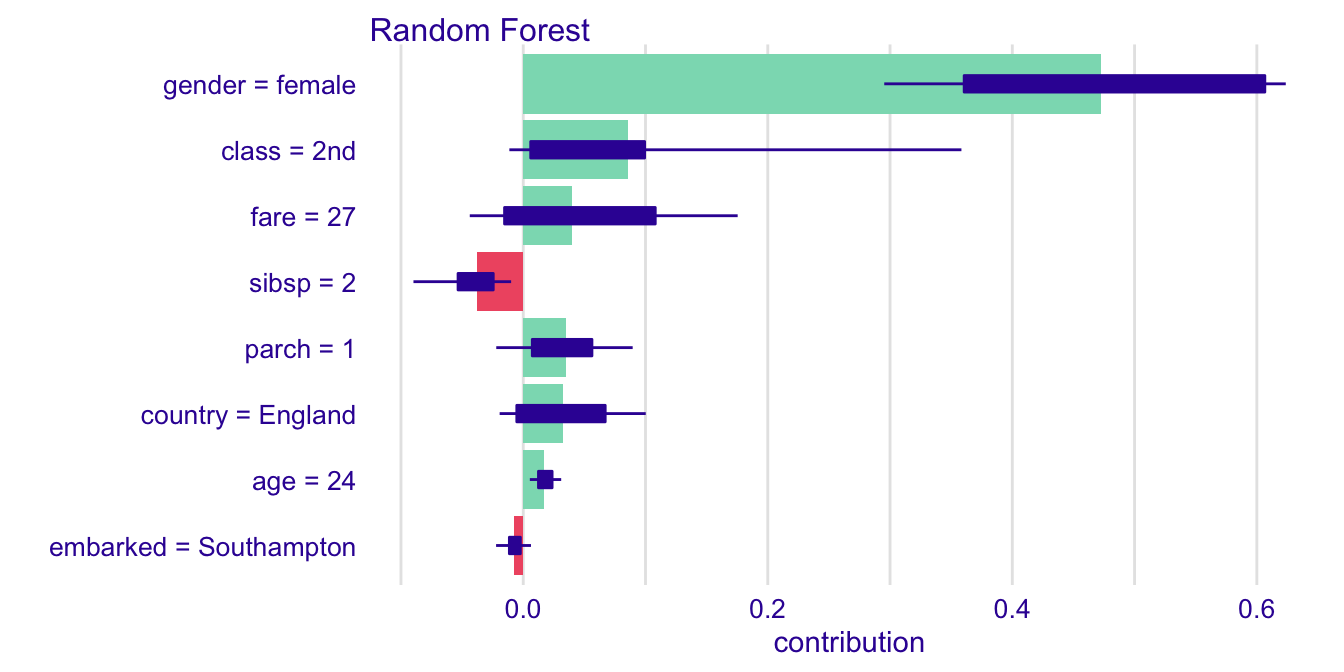 Random Forest
gender = female
class = 2nd
fare = 27
sibsp = 2
parch = 1
country = England
age = 24
embarked = Southampton
0.0 0.2 0.4 0.6
contribution